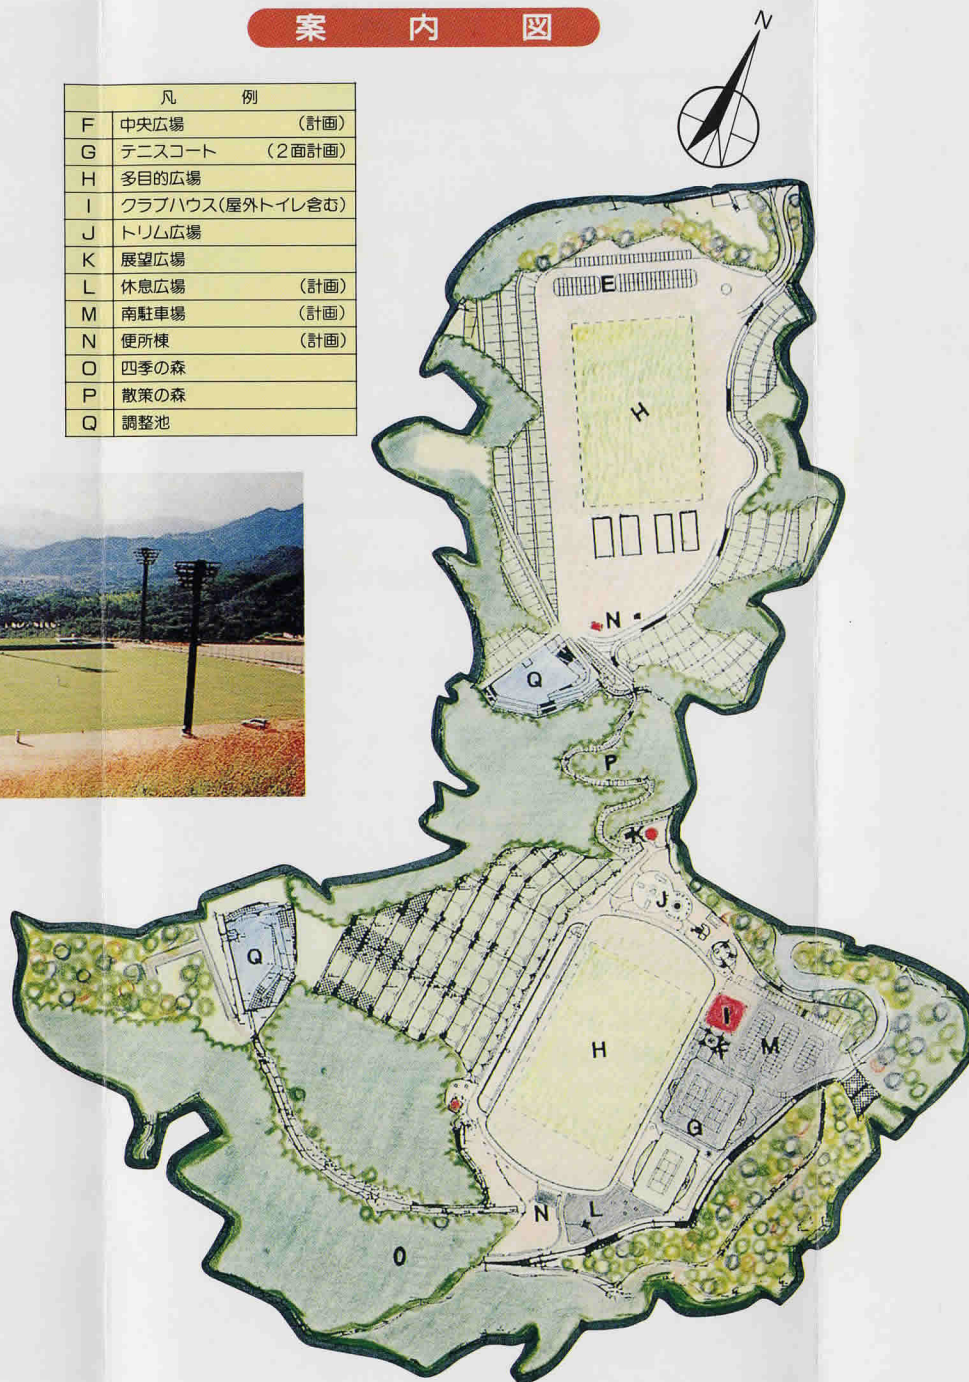 案内図
N
凡例
F 中央広場 (計画)
G テニスコート (2面計画)
H 多目的広場
I クラブハウス(屋外トイレ含む)
J トリム広場
K 展望広場
L 休息広場 (計画)
M 南駐車場 (計画)
N 便所棟 (計画)
O 四季の森
P 散策の森
Q 調整池
E
H
N
Q
P
K
J
Q
I
H
M
F
G
N
L
O